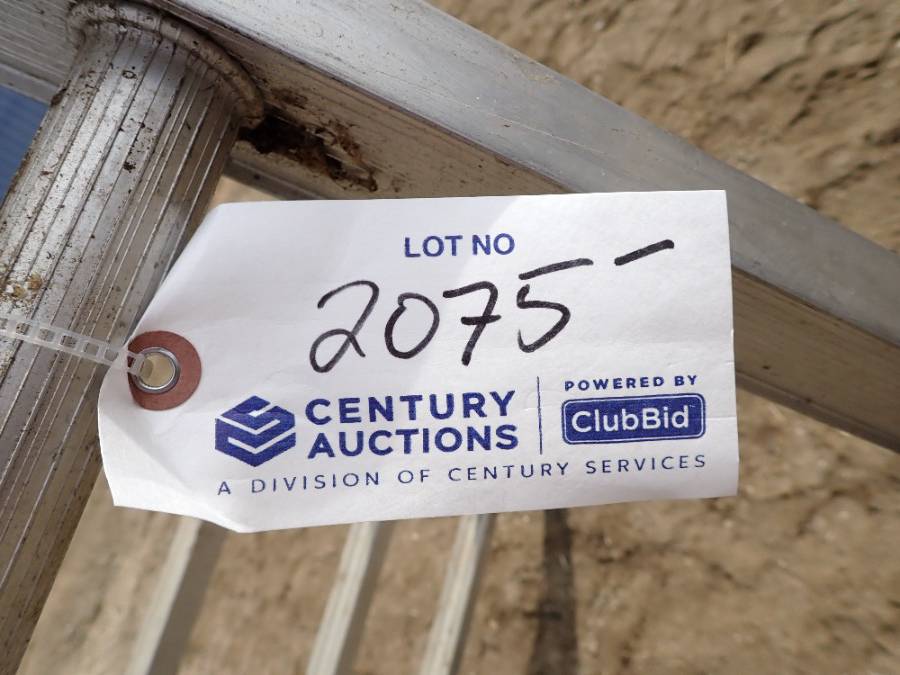 LOT NO
2075 -
CENTURY AUCTIONS
POWERED BY
ClubBid
A DIVISION OF CENTURY SERVICES